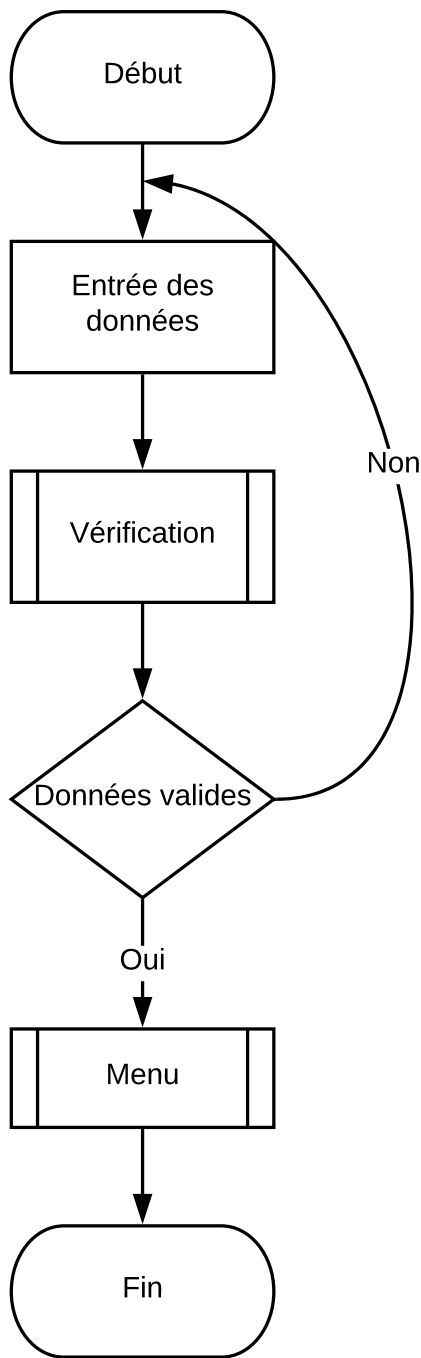 Début
Entrée des
données
Non
Vérification
Données valides
Oui
Menu
Fin